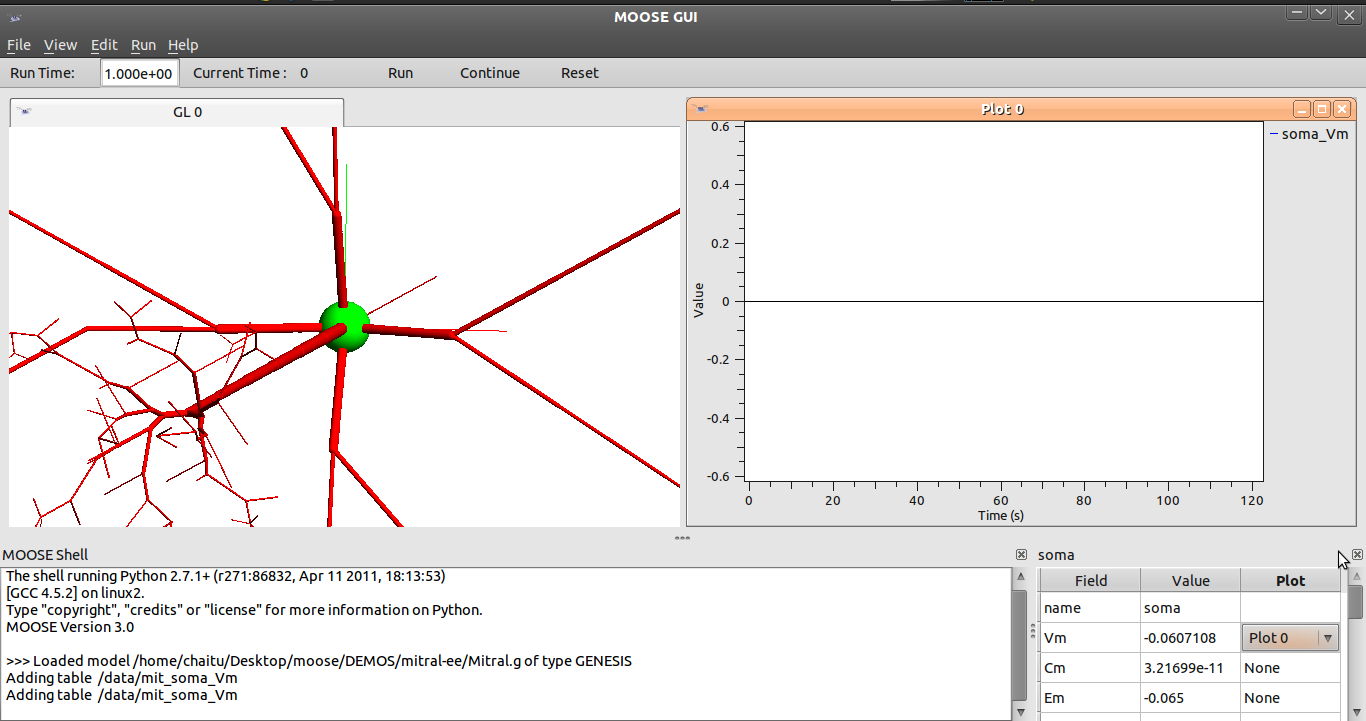 MOOSE GUI
File View Edit Run Help
Run Time: 1.000e+00 Current Time : 0 Run Continue Reset
GL 0
Plot 0
0.6
0.4
0.2
0
-0.2
-0.4
-0.6
Value
0 20 40 60 80 100 120
Time (s)
soma_Vm
MOOSE Shell
The shell running Python 2.7.1+ (r271:86832, Apr 11 2011, 18:13:53)
[GCC 4.5.2] on linux2.
Type "copyright", "credits" or "license" for more information on Python.
MOOSE Version 3.0
>>> Loaded model /home/chaitu/Desktop/moose/DEMOS/mitral-ee/Mitral.g of type GENESIS
Adding table /data/mit_soma_Vm
Adding table /data/mit_soma_Vm
soma
Field Value Plot
name soma
Vm -0.0607108 Plot 0
Cm 3.21699e-11 None
Em -0.065 None